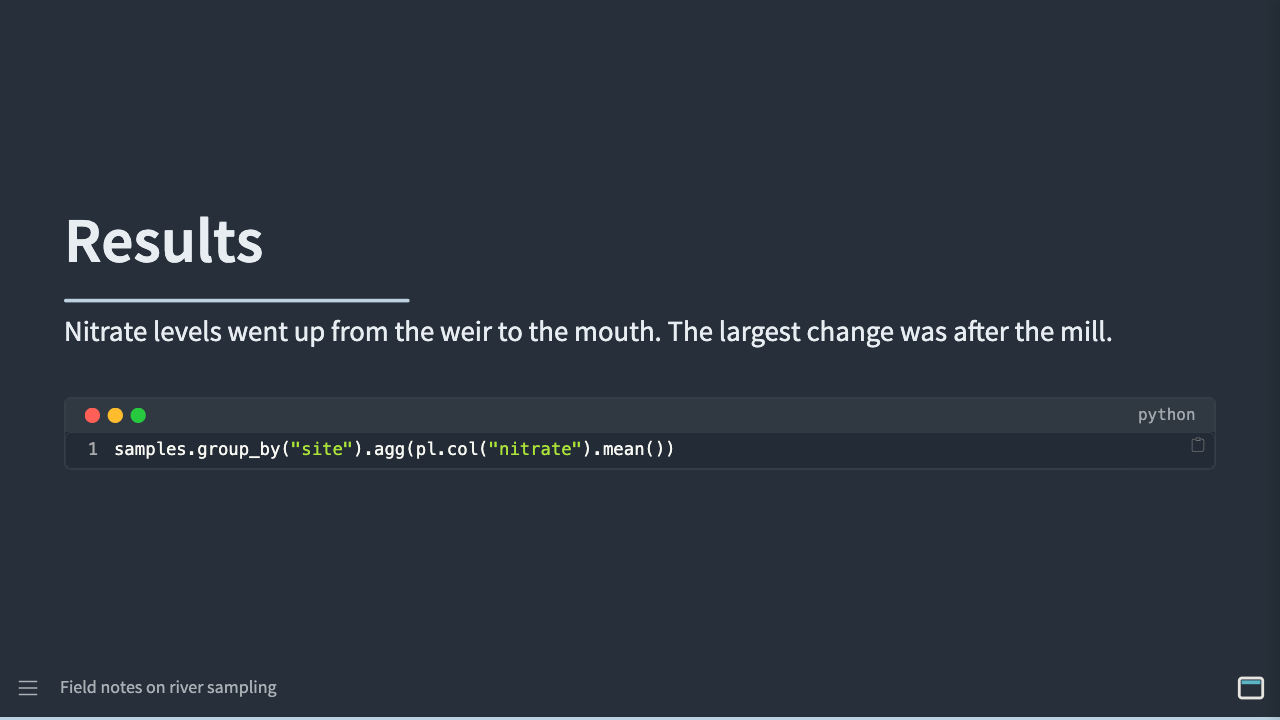 Results
Nitrate levels went up from the weir to the mouth. The largest change was after the mill.
python
1 samples.group_by("site").agg(pl.col("nitrate").mean())
Field notes on river sampling